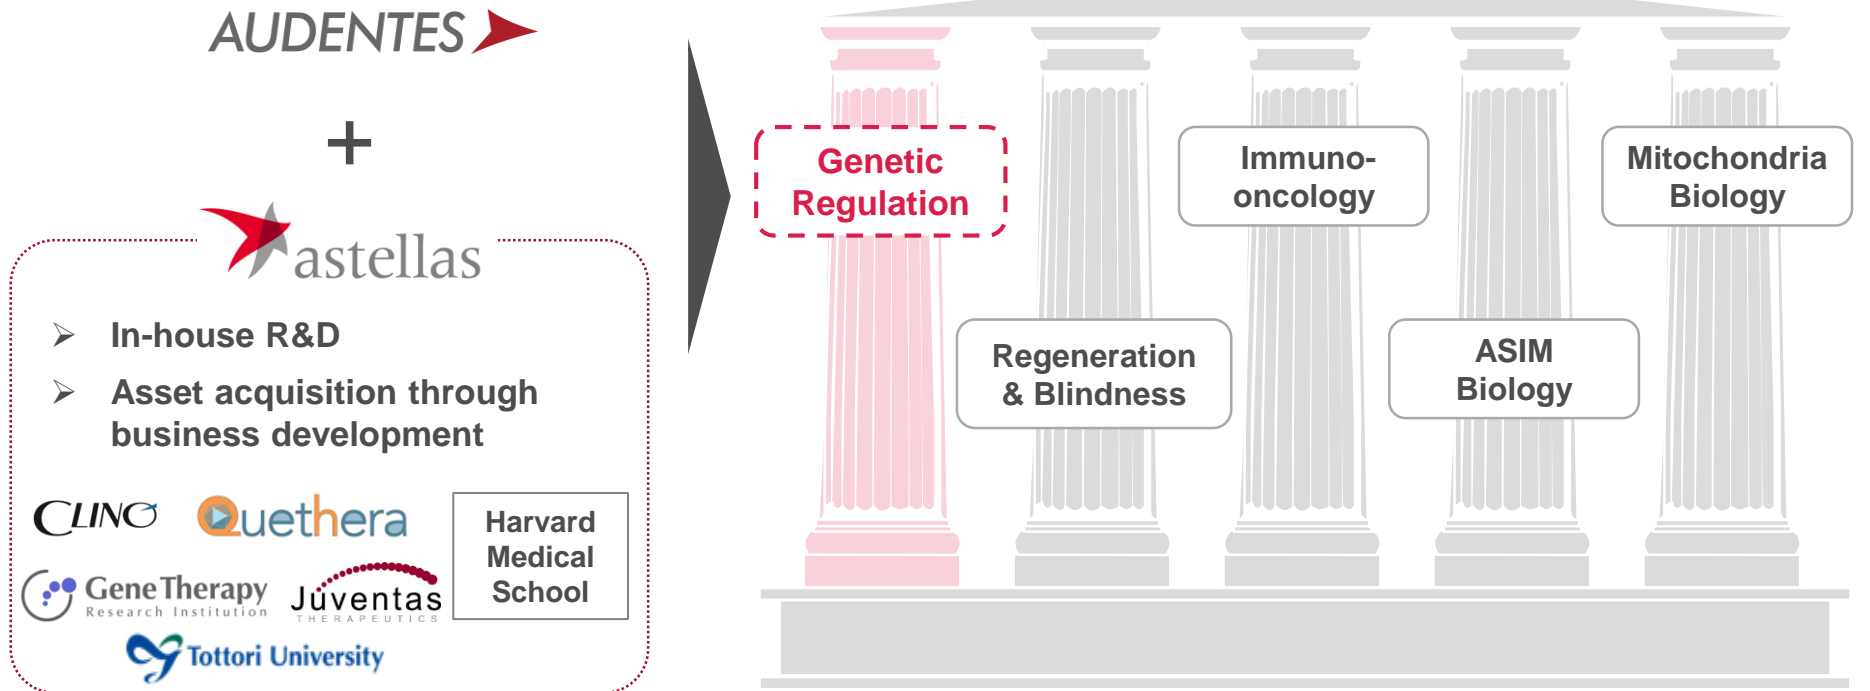 AUDENTES
+
astellas
➢ In-house R&D
➢ Asset acquisition through
business development
CLINO
Quethera
Harvard
Medical
School
Gene Therapy
Research Institution
Juventas
THERAPEUTICS
Tottori University
Genetic
Regulation
Regeneration
& Blindness
Immuno-
oncology
ASIM
Biology
Mitochondria
Biology